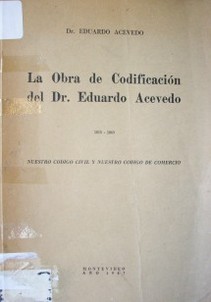 Dr. EDUARDO ACEVEDO
La Obra de Codificación
del Dr. Eduardo Acevedo
NUESTRO CODIGO CIVIL Y NUESTRO CODIGO DE COMERCIO
MONTEVIDEO